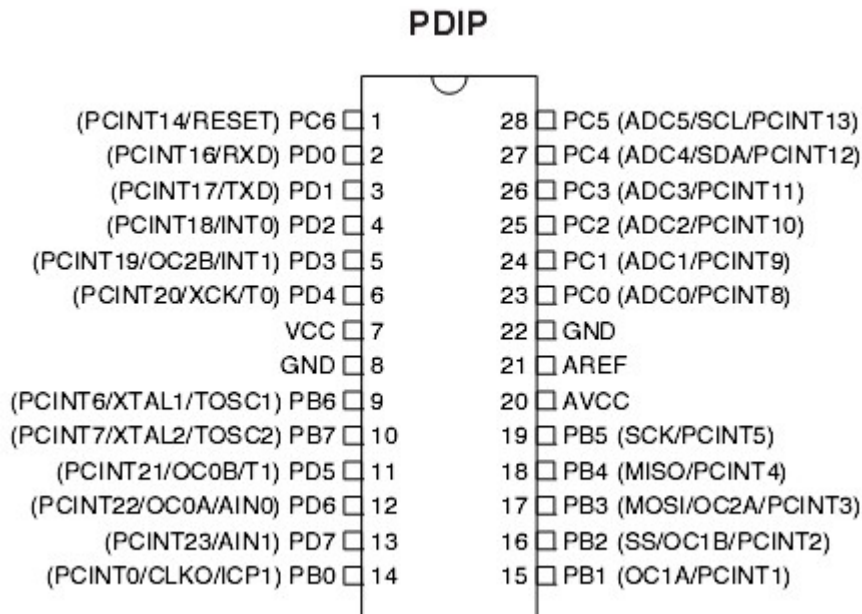 PDIP
(PCINT14/RESET) PC6 1 28 PC5 (ADC5/SCL/PCINT13)
(PCINT16/RXD) PD0 2 27 PC4 (ADC4/SDA/PCINT12)
(PCINT17/TXD) PD1 3 26 PC3 (ADC3/PCINT11)
(PCINT18/INT0) PD2 4 25 PC2 (ADC2/PCINT10)
(PCINT19/OC2B/INT1) PD3 5 24 PC1 (ADC1/PCINT9)
(PCINT20/XCK/T0) PD4 6 23 PC0 (ADC0/PCINT8)
VCC 7 22 GND
GND 8 21 AREF
(PCINT6/XTAL1/TOSC1) PB6 9 20 AVCC
(PCINT7/XTAL2/TOSC2) PB7 10 19 PB5 (SCK/PCINT5)
(PCINT21/OC0B/T1) PD5 11 18 PB4 (MISO/PCINT4)
(PCINT22/OC0A/AIN0) PD6 12 17 PB3 (MOSI/OC2A/PCINT3)
(PCINT23/AIN1) PD7 13 16 PB2 (SS/OC1B/PCINT2)
(PCINT0/CLKO/ICP1) PB0 14 15 PB1 (OC1A/PCINT1)